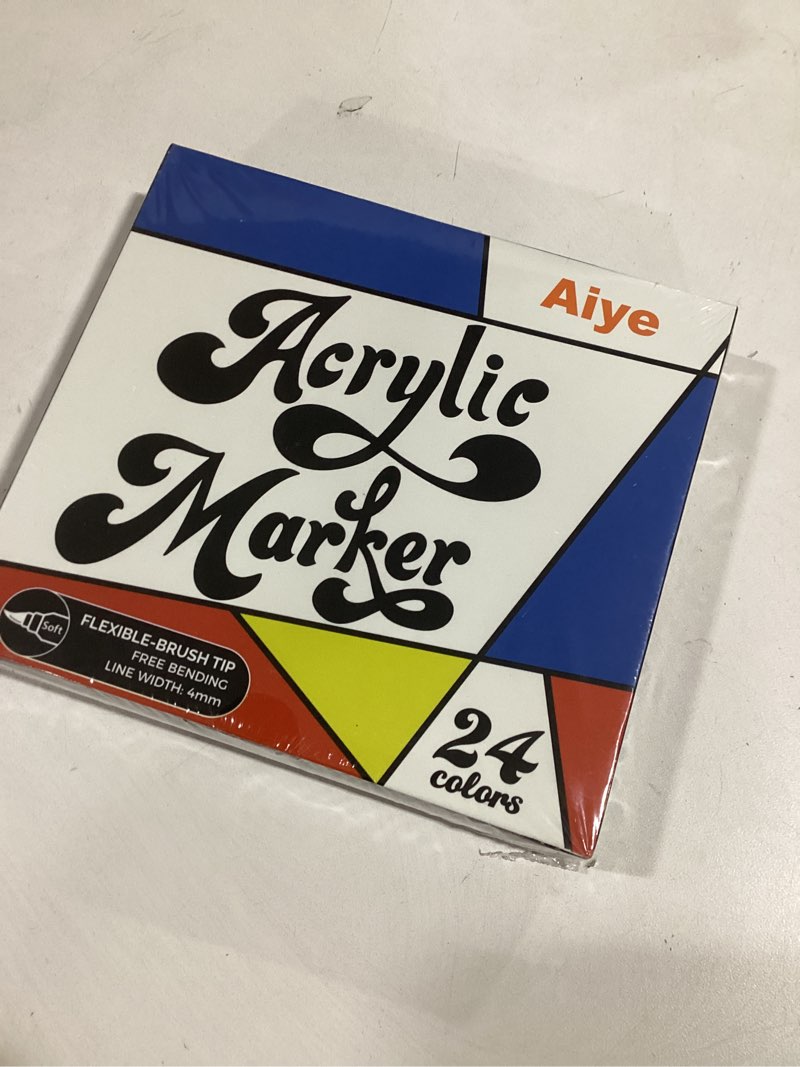 Aiye
Acrylic
Marker
Soft
FLEXIBLE-BRUSH TIP
FREE BENDING
LINE WIDTH: 4mm
24
colors